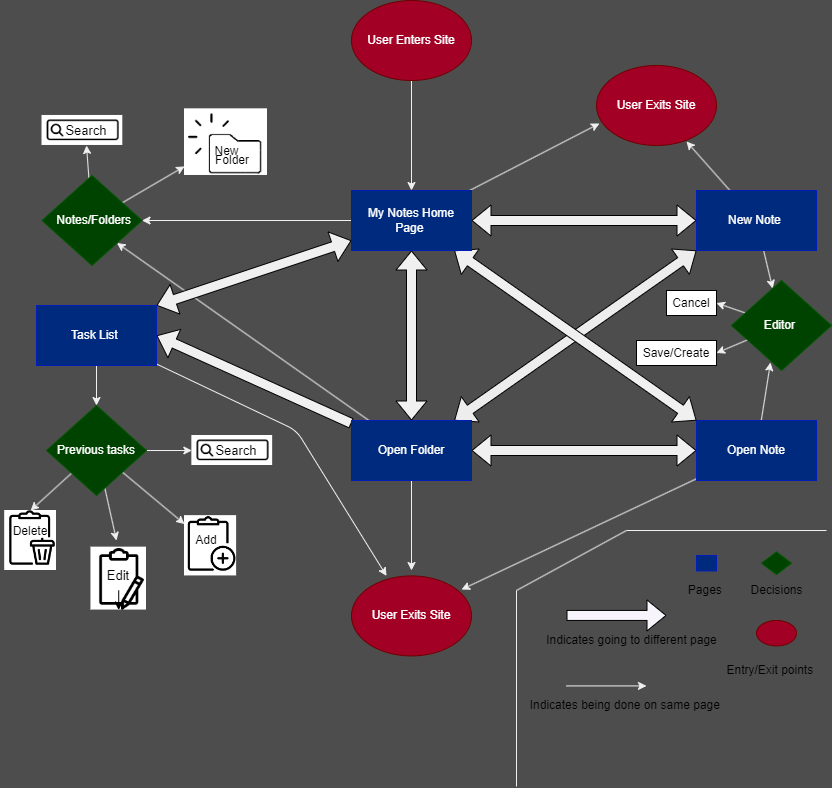 User Enters Site
User Exits Site
Search
New
Folder
Notes/Folders
My Notes Home
Page
New Note
Cancel
Editor
Task List
Save/Create
Previous tasks
Search
Open Folder
Open Note
Delete
Add
Edit
User Exits Site
Pages
Decisions
Indicates going to different page
Entry/Exit points
Indicates being done on same page